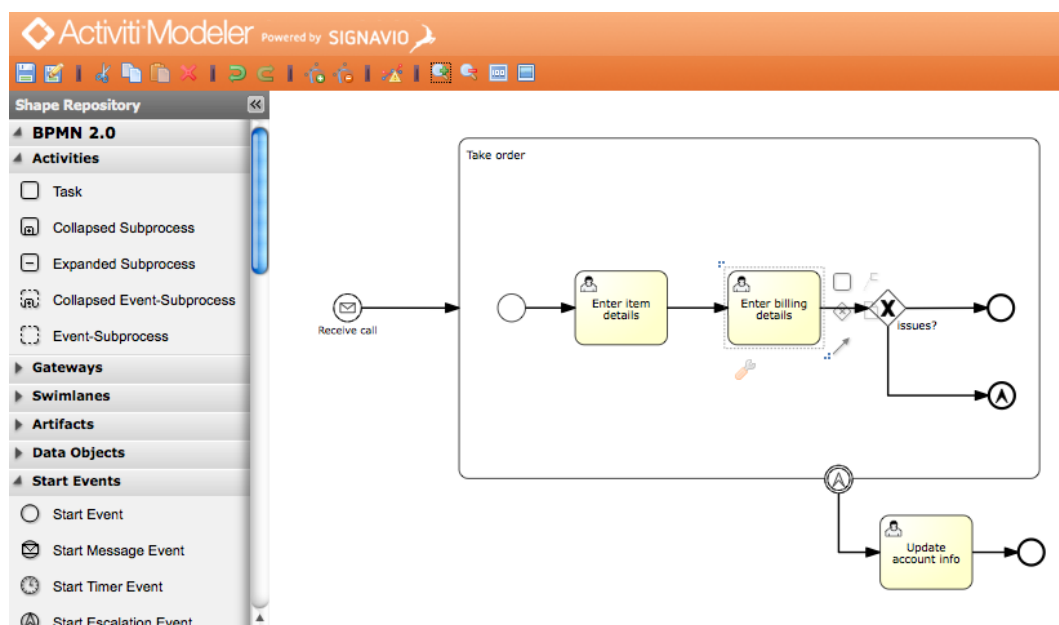 Activiti Modeler Powered by SIGNAVIO
Shape Repository
BPMN 2.0
Activities
Task
Collapsed Subprocess
Expanded Subprocess
Collapsed Event-Subprocess
Event-Subprocess
Gateways
Swimlanes
Artifacts
Data Objects
Start Events
Start Event
Start Message Event
Start Timer Event
Start Escalation Event
Receive call
Take order
Enter item
details
Enter billing
details
issues?
Update
account info